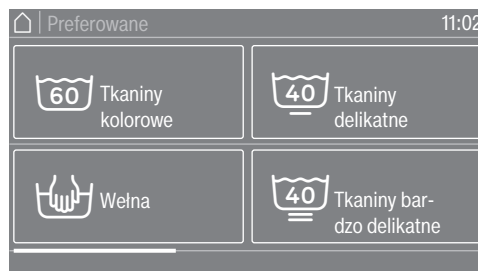 Preferowane
11:02
60 Tkaniny
kolorowe
40 Tkaniny
delikatne
Wełna
40 Tkaniny bar-
dzo delikatne